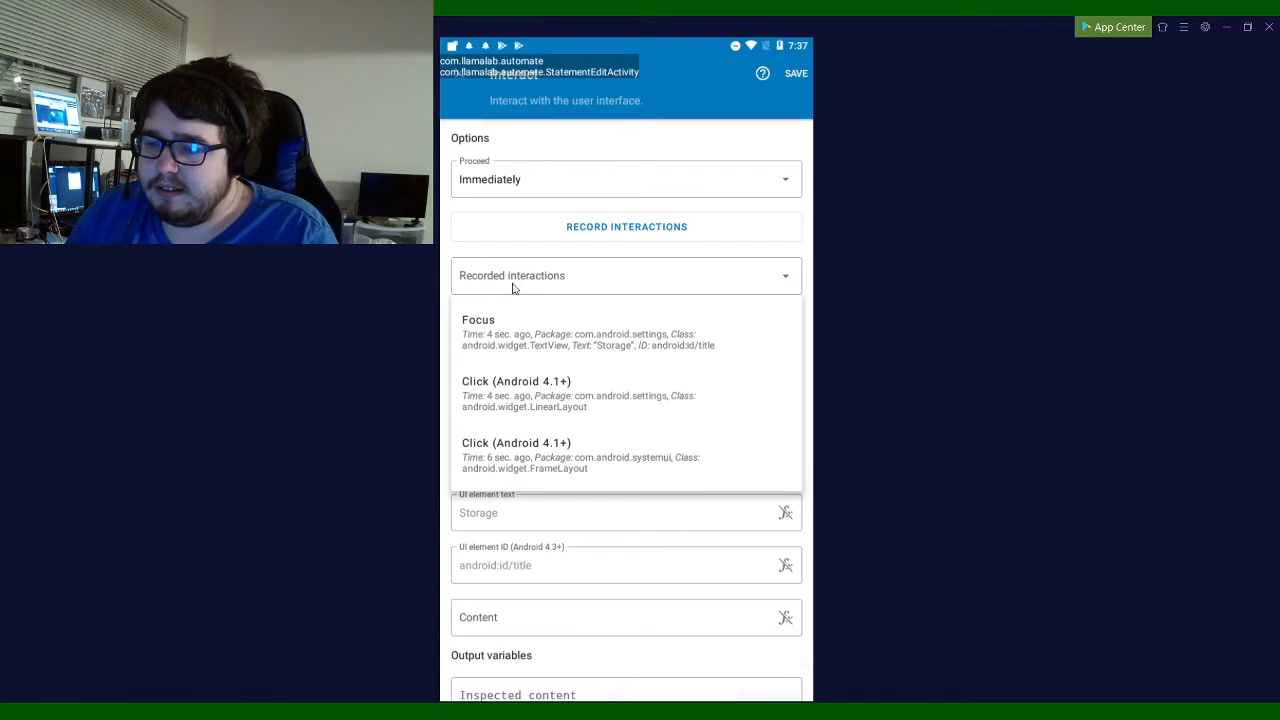 App Center
7:37
com.llamalab.automate
com.llamalab.automate.StatementEditActivity
Interact
SAVE
Interact with the user interface.
Options
Proceed
Immediately
RECORD INTERACTIONS
Recorded interactions
Focus
Time: 4 sec. ago, Package: com.android.settings, Class:
android.widget.TextView, Text: “Storage”, ID: android:id/title
Click (Android 4.1+)
Time: 4 sec. ago, Package: com.android.settings, Class:
android.widget.LinearLayout
Click (Android 4.1+)
Time: 6 sec. ago, Package: com.android.systemui, Class:
android.widget.FrameLayout
UI element text
Storage
UI element ID (Android 4.3+)
android:id/title
Content
Output variables
Inspected content